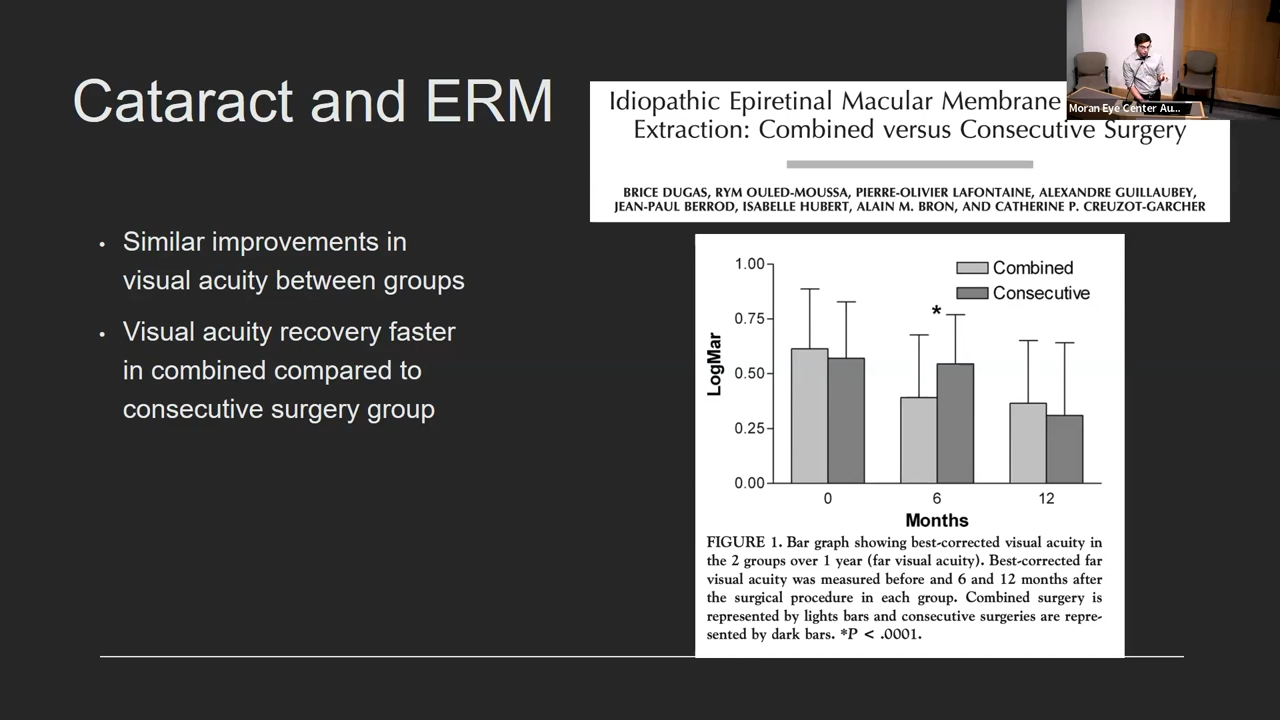 Cataract and ERM
Idiopathic Epiretinal Macular Membrane
Extraction: Combined versus Consecutive Surgery
BRICE DUGAS, RYM OULED-MOUSSA, PIERRE-OLIVIER LAFONTAINE, ALEXANDRE GUILLAUBEY,
JEAN-PAUL BERROD, ISABELLE HUBERT, ALAIN M. BRON, AND CATHERINE P. CREUZOT-GARCHER
Moran Eye Center Au...
• Similar improvements in
visual acuity between groups
• Visual acuity recovery faster
in combined compared to
consecutive surgery group
Combined
Consecutive
*
LogMar
1.00
0.75
0.50
0.25
0.00
0 6 12
Months
FIGURE 1. Bar graph showing best-corrected visual acuity in
the 2 groups over 1 year (far visual acuity). Best-corrected far
visual acuity was measured before and 6 and 12 months after
the surgical procedure in each group. Combined surgery is
represented by lights bars and consecutive surgeries are repre-
sented by dark bars. *P < .0001.